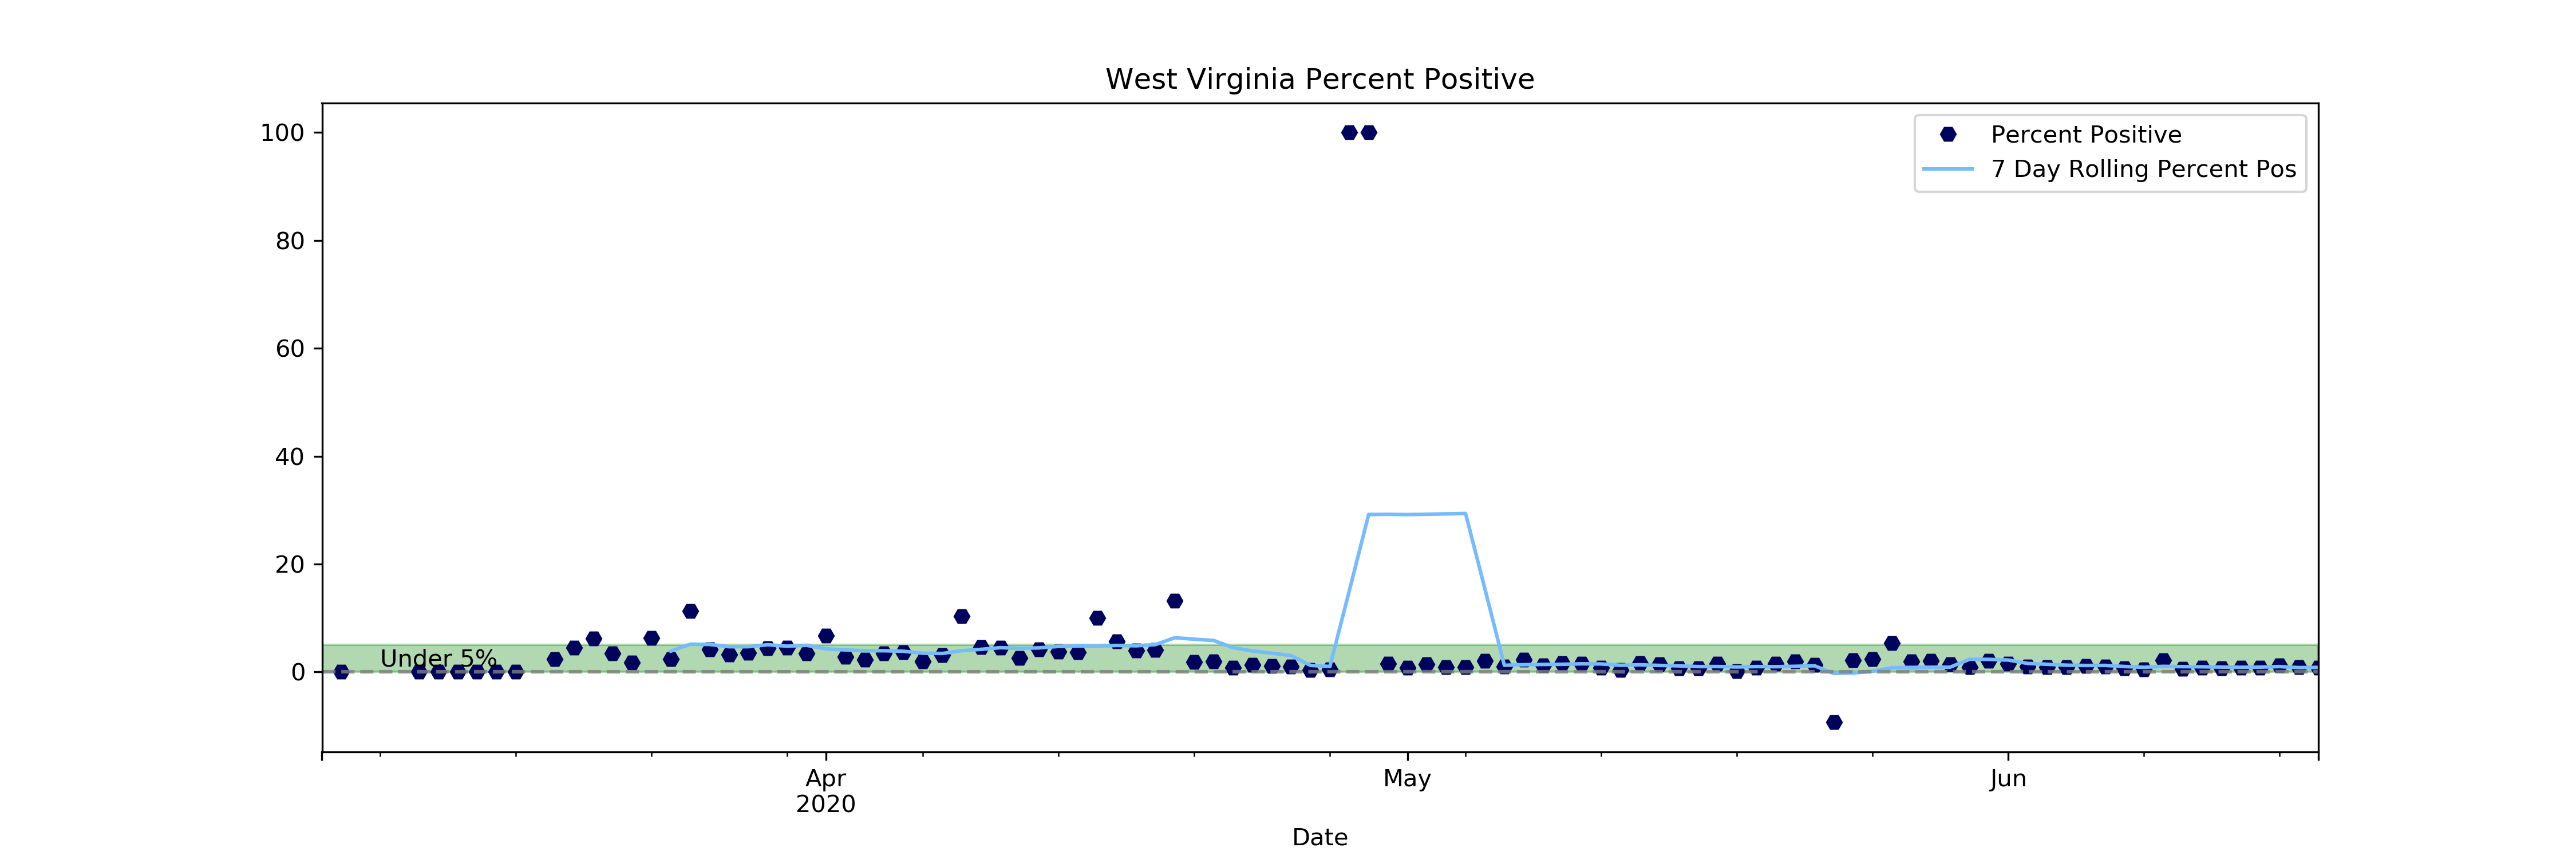 West Virginia Percent Positive
100
80
60
40
20
0
Percent Positive
7 Day Rolling Percent Pos
Under 5%
Apr
2020
May
Jun
Date